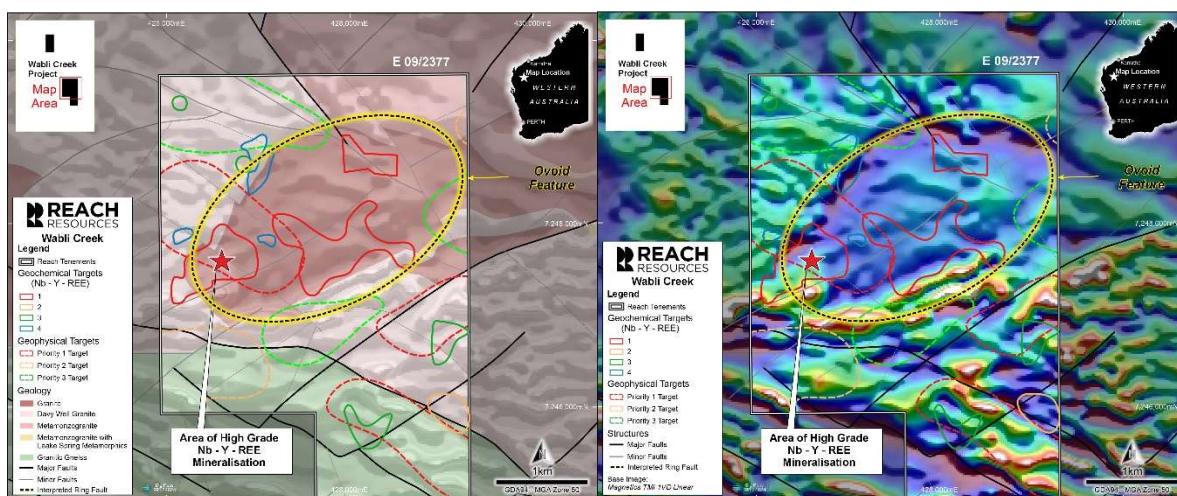 426,000mE
428,000mE
430,000mE
Wabli Creek
Project
Map
Area
E 09/2377
Map Location
WESTERN
AUSTRALIA
PERTH
Ovoid
Feature
7,248,000mN
REACH
RESOURCES
Wabli Creek
Legend
Reach Tenements
Geochemical Targets
(Nb - Y - REE)
1
2
3
4
Geophysical Targets
Priority 1 Target
Priority 2 Target
Priority 3 Target
Geology
Granite
Davy Well Granite
Metamonzogranite
Metamonzogranite with
Leake Spring Metamorphics
Granitic Gneiss
Major Faults
Minor Faults
Interpreted Ring Fault
7,246,000mN
Area of High Grade
Nb - Y - REE
Mineralisation
1km
GDA94 - MGA Zone 50
426,000mE
428,000mE
430,000mE
Wabli Creek
Project
Map
Area
E 09/2377
Map Location
WESTERN
AUSTRALIA
PERTH
Ovoid
Feature
7,248,000mN
REACH
RESOURCES
Wabli Creek
Legend
Reach Tenements
Geochemical Targets
(Nb - Y - REE)
1
2
3
4
Geophysical Targets
Priority 1 Target
Priority 2 Target
Priority 3 Target
Structures
Major Faults
Minor Faults
Interpreted Ring Fault
Base Image:
Magnetics TMI 1VD Linear
7,246,000mN
Area of High Grade
Nb - Y - REE
Mineralisation
1km
GDA94 - MGA Zone 50